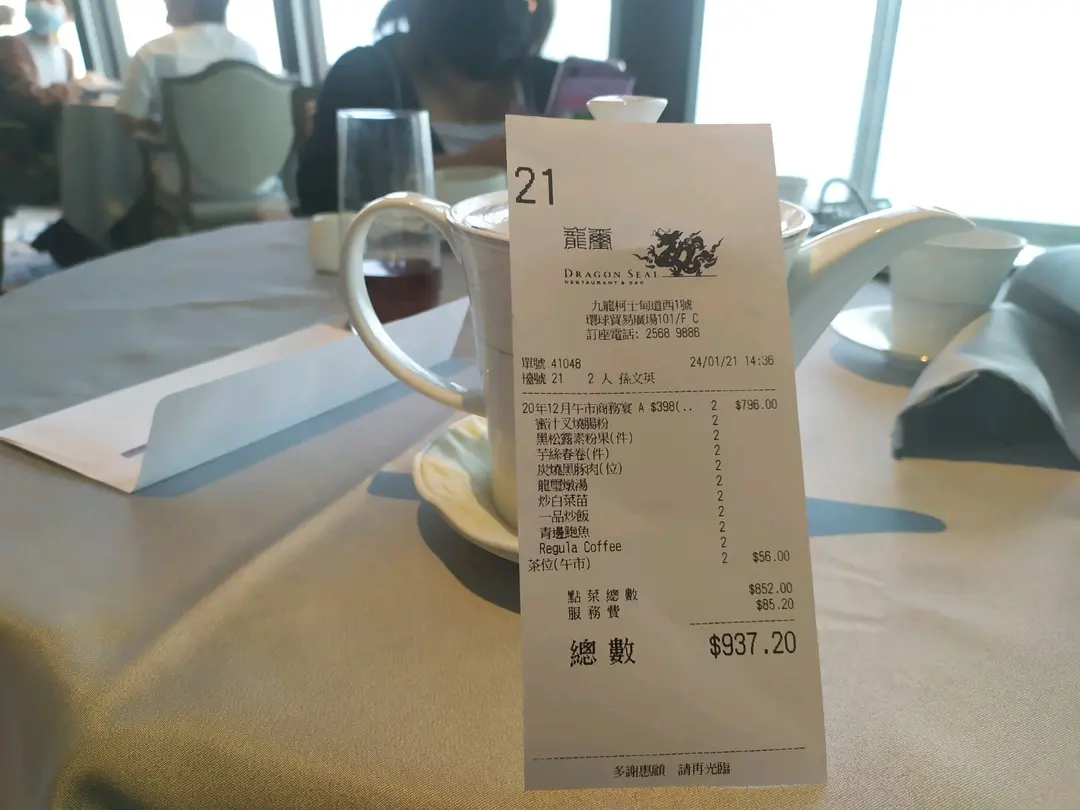 21
龍璽
DRAGON SEAL
RESTAURANT & BAR
九龍柯士甸道西1號
環球貿易廣場101/F C
訂座電話: 2568 9886
單號 41048 24/01/21 14:36
檯號 21 2 人 孫文英
20年12月午市商務宴 A $398(.. 2 $796.00
蜜汁叉燒腸粉 2
黑松露素粉果(件) 2
芋絲春卷(件) 2
炭燒黑豚肉(位) 2
龍璽燉湯 2
炒白菜苗 2
一品炒飯 2
青邊鮑魚 2
Regula Coffee 2
茶位(午市) 2 $56.00
點菜總數 $852.00
服務費 $85.20
總數 $937.20
多謝惠顧 請再光臨